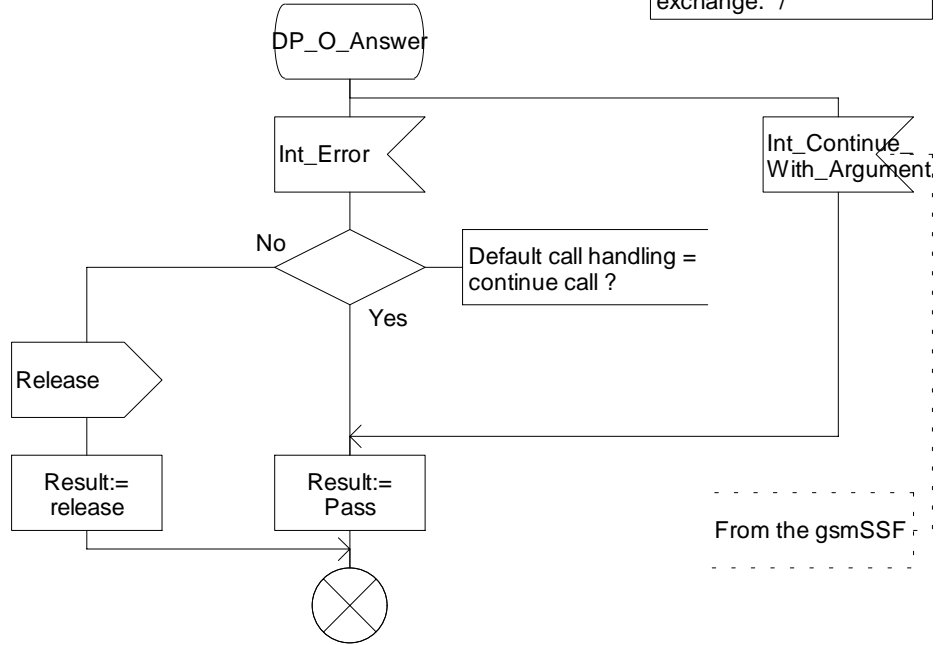 exchange. */
DP_O_Answer
Int_Error
Int_Continue_
With_Argument
No
Default call handling =
continue call ?
Yes
Release
Result:=
release
Result:=
Pass
From the gsmSSF